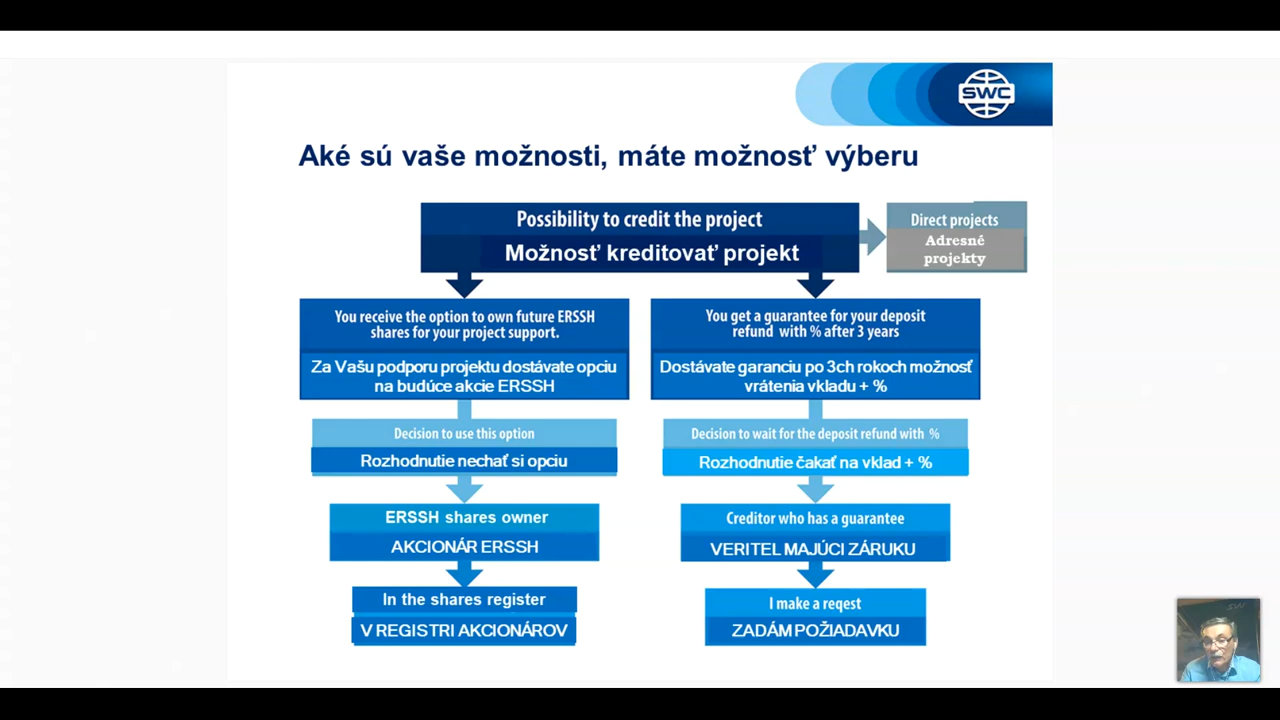 SWC
Aké sú vaše možnosti, máte možnosť výberu
Possibility to credit the project
Možnosť kreditovať projekt
Direct projects
Adresné
projekty
You receive the option to own future ERSSH
shares for your project support.
Za Vašu podporu projektu dostávate opciu
na budúce akcie ERSSH
You get a guarantee for your deposit
refund with % after 3 years
Dostávate garanciu po 3ch rokoch možnosť
vrátenia vkladu + %
Decision to use this option
Rozhodnutie nechať si opciu
Decision to wait for the deposit refund with %
Rozhodnutie čakať na vklad + %
ERSSH shares owner
AKCIONÁR ERSSH
Creditor who has a guarantee
VERITEL MAJÚCI ZÁRUKU
In the shares register
V REGISTRI AKCIONÁROV
I make a reqest
ZADÁM POŽIADAVKU